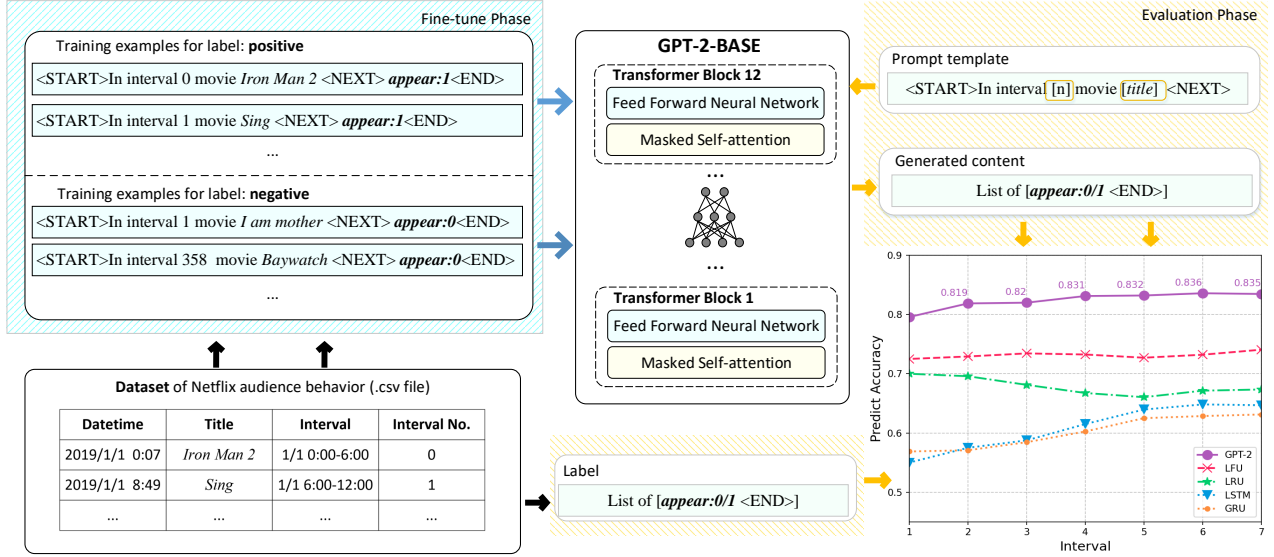 Fine-tune Phase
Training examples for label: positive
<START>In interval 0 movie Iron Man 2 <NEXT> appear:1<END>
<START>In interval 1 movie Sing <NEXT> appear:1<END>
...
Training examples for label: negative
<START>In interval 1 movie I am mother <NEXT> appear:0<END>
<START>In interval 358 movie Baywatch <NEXT> appear:0<END>
...
GPT-2-BASE
Transformer Block 12
Feed Forward Neural Network
Masked Self-attention
...
...
Transformer Block 1
Feed Forward Neural Network
Masked Self-attention
Evaluation Phase
Prompt template
<START>In interval [n] movie [title] <NEXT>
Generated content
List of [appear:0/1 <END>]
Dataset of Netflix audience behavior (.csv file)
Datetime Title Interval Interval No.
2019/1/1 0:07 Iron Man 2 1/1 0:00-6:00 0
2019/1/1 8:49 Sing 1/1 6:00-12:00 1
... ... ... ...
Label
List of [appear:0/1 <END>]
0.9
0.8
0.7
0.6
0.5
Predict Accuracy
0.819 0.82 0.831 0.832 0.836 0.835
GPT-2
LFU
LRU
LSTM
GRU
1 2 3 4 5 6 7
Interval